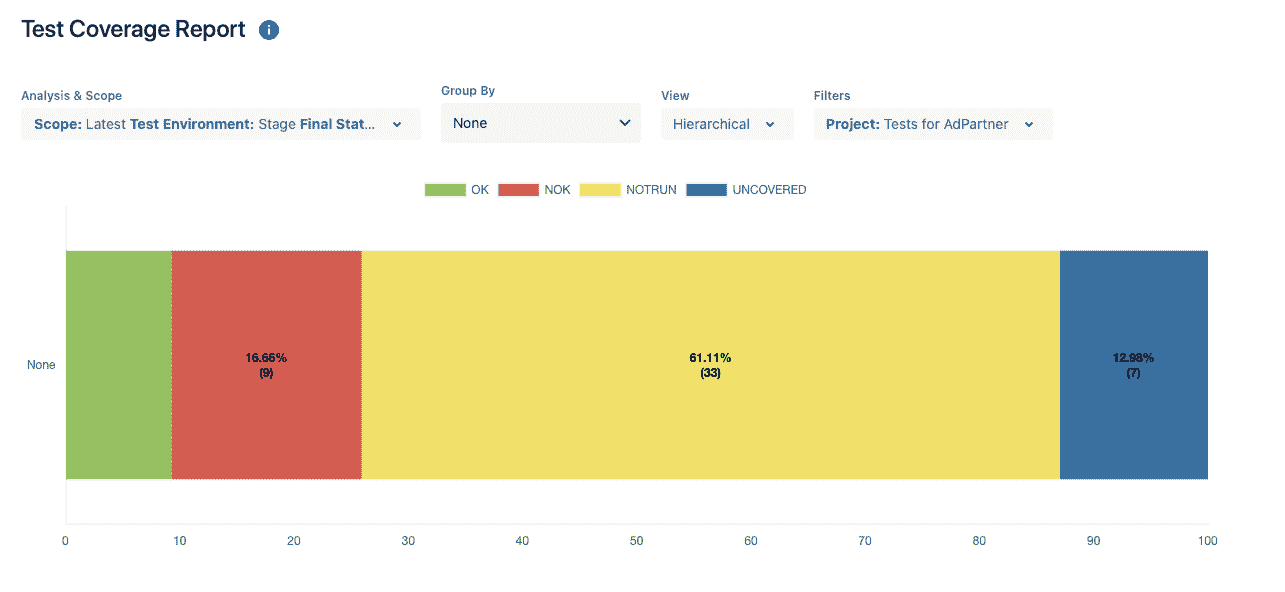 Test Coverage Report
Analysis & Scope
Group By
View
Filters
Scope: Latest Test Environment: Stage Final Stat...
None
Hierarchical
Project: Tests for AdPartner
OK
NOK
NOTRUN
UNCOVERED
None
16.66%
(9)
61.11%
(33)
12.98%
(7)
0 10 20 30 40 50 60 70 80 90 100